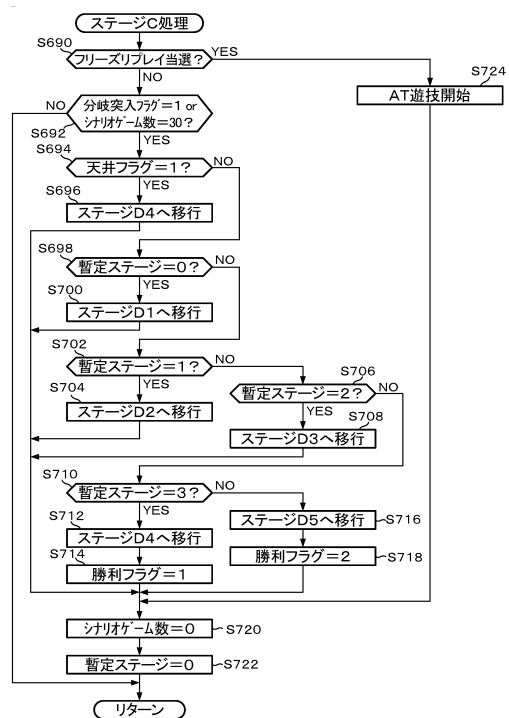 ステージC処理
S690
フリーズリプレイ当選？
YES
NO
S724
AT遊技開始
NO
分岐突入フラグ=1 or
シナリオゲーム数=30？
S692
YES
S694
天井フラグ=1？
NO
YES
S696
ステージD4へ移行
S698
暫定ステージ=0？
NO
YES
S700
ステージD1へ移行
S702
暫定ステージ=1？
NO
YES
S704
ステージD2へ移行
S706
暫定ステージ=2？
NO
YES
S708
ステージD3へ移行
S710
暫定ステージ=3？
NO
YES
S712
ステージD4へ移行
S714
勝利フラグ=1
ステージD5へ移行
S716
勝利フラグ=2
S718
シナリオゲーム数=0
S720
暫定ステージ=0
S722
リターン